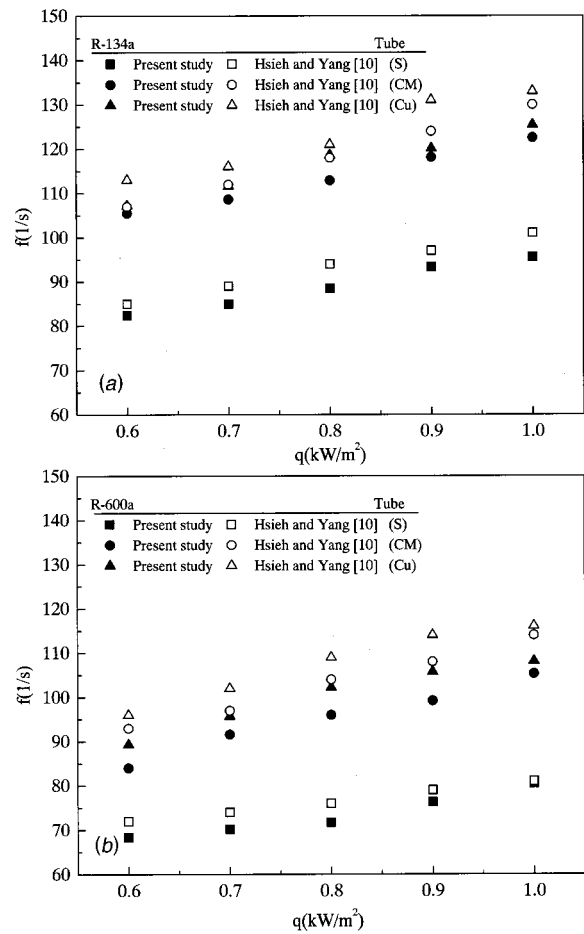 150
140
130
120
110
100
90
80
70
60
f(1/s)
R-134a Tube
Present study Hsieh and Yang [10] (S)
Present study Hsieh and Yang [10] (CM)
Present study Hsieh and Yang [10] (Cu)
(a)
0.6 0.7 0.8 0.9 1.0
q(kW/m²)
150
140
130
120
110
100
90
80
70
60
f(1/s)
R-600a Tube
Present study Hsieh and Yang [10] (S)
Present study Hsieh and Yang [10] (CM)
Present study Hsieh and Yang [10] (Cu)
(b)
0.6 0.7 0.8 0.9 1.0
q(kW/m²)